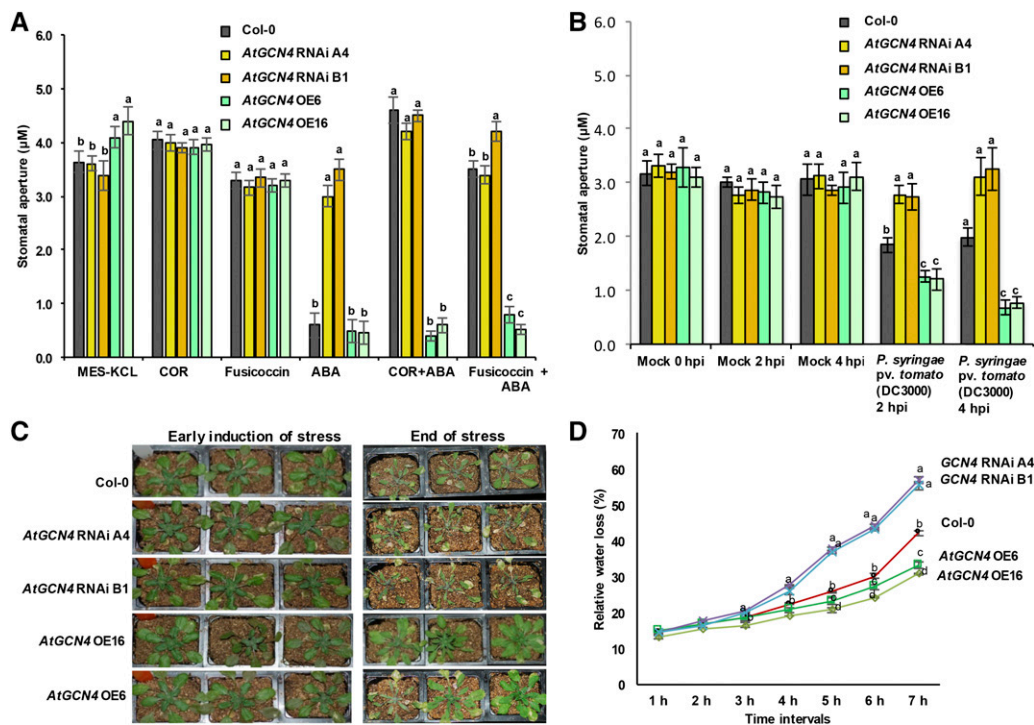 A
Col-0
AtGCN4 RNAi A4
AtGCN4 RNAi B1
AtGCN4 OE6
AtGCN4 OE16
Stomatal aperture (µM)
6.0
5.0
4.0
3.0
2.0
1.0
0.0
b b b a a
a a a a a
a a a a a
b a a b b
a a a b b
b b a c c
MES-KCL COR Fusicoccin ABA COR+ABA Fusicoccin +
ABA
B
Col-0
AtGCN4 RNAi A4
AtGCN4 RNAi B1
AtGCN4 OE6
AtGCN4 OE16
Stomatal aperture (µM)
6.0
5.0
4.0
3.0
2.0
1.0
0.0
a a a a a
a a a a a
a a a a a
b a a c c
a a a c c
Mock 0 hpi Mock 2 hpi Mock 4 hpi
P. syringae
pv. tomato
(DC3000)
2 hpi
P. syringae
pv. tomato
(DC3000)
4 hpi
C
Early induction of stress End of stress
Col-0
AtGCN4 RNAi A4
AtGCN4 RNAi B1
AtGCN4 OE16
AtGCN4 OE6
D
Relative water loss (%)
70
60
50
40
30
20
10
0
GCN4 RNAi A4
GCN4 RNAi B1
Col-0
AtGCN4 OE6
AtGCN4 OE16
a b
a b
a a b c d
a a b c
a a b c d
1 h 2 h 3 h 4 h 5 h 6 h 7 h
Time intervals